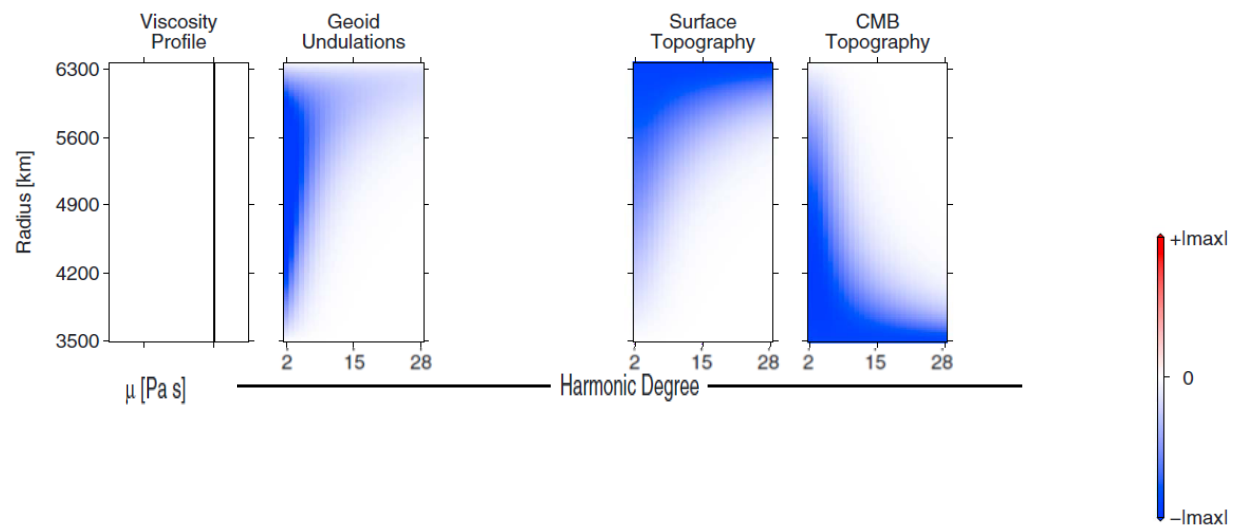 Viscosity
Profile
Geoid
Undulations
Surface
Topography
CMB
Topography
Radius [km]
6300
5600
4900
4200
3500
2 15 28
2 15 28
2 15 28
μ [Pa s]
Harmonic Degree
+|max|
0
−|max|